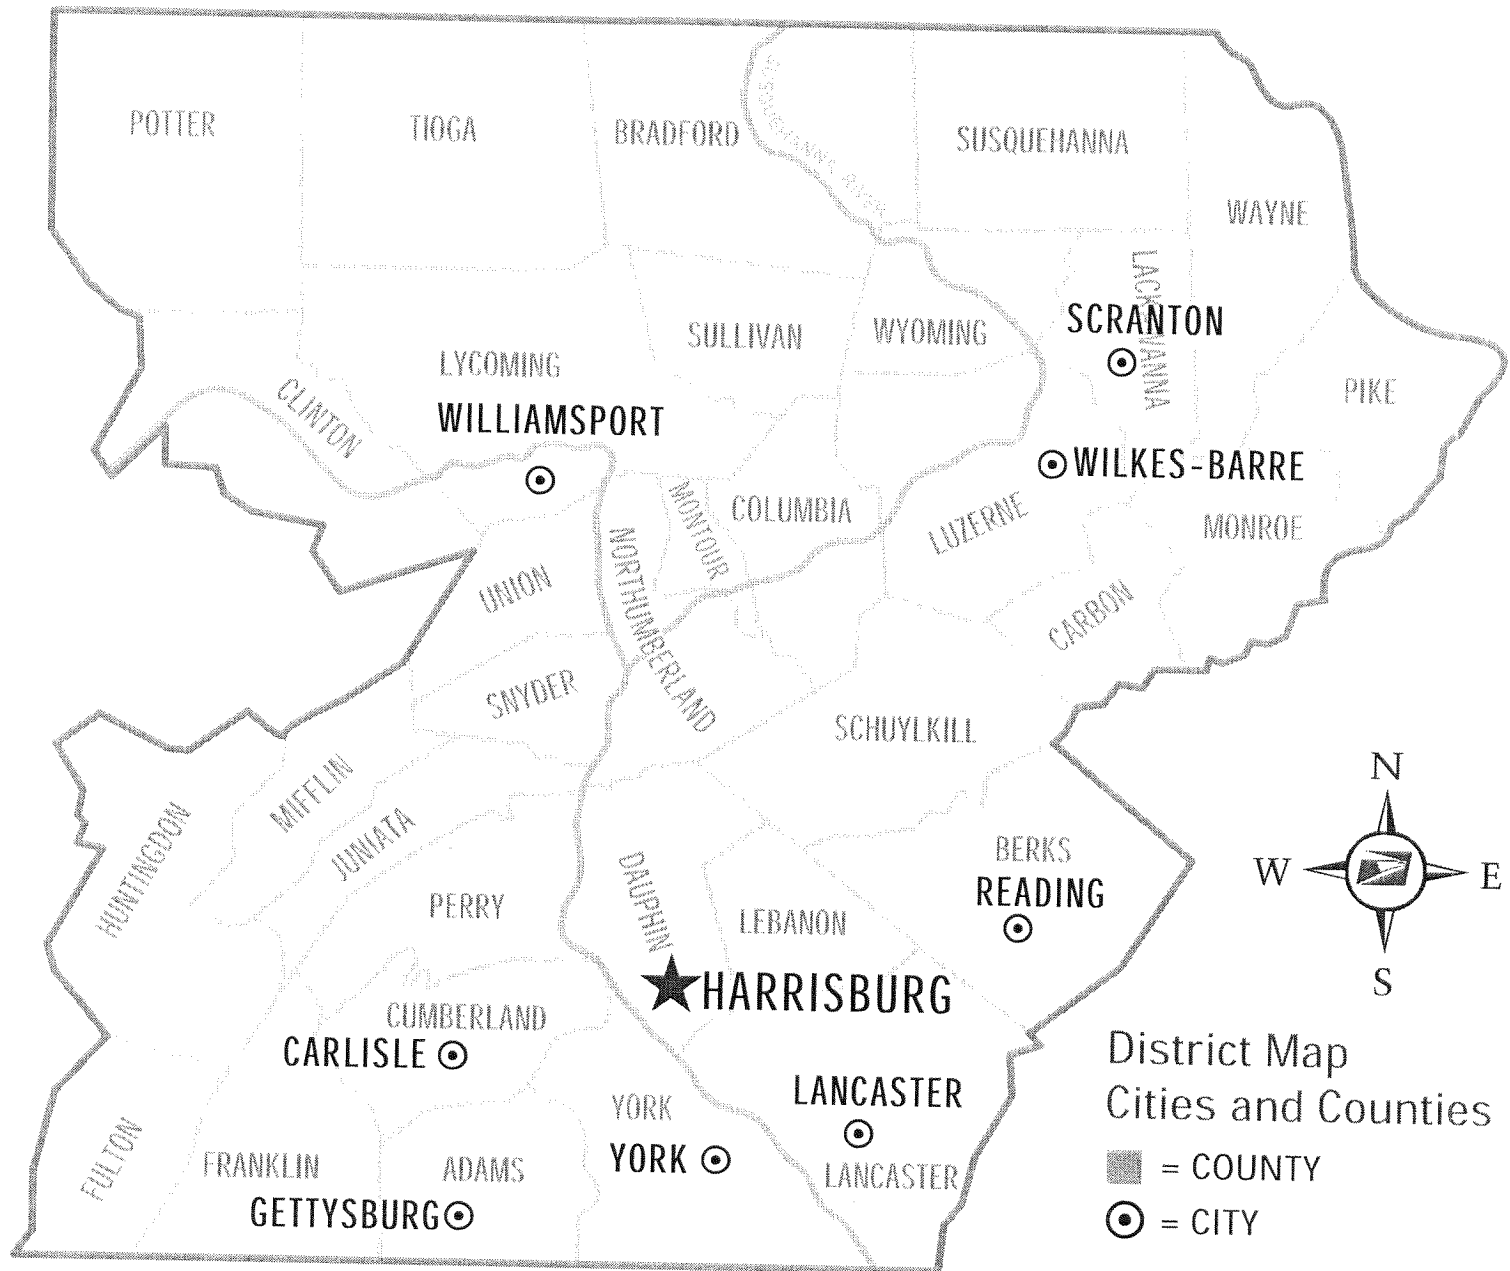 POTTER
TIOGA
BRADFORD
SUSQUEHANNA RIVER
SUSQUEHANNA
WAYNE
LACKAWANNA
SCRANTON
SULLIVAN
WYOMING
LYCOMING
WILLIAMSPORT
CLINTON
PIKE
WILKES-BARRE
MONTOUR
COLUMBIA
LUZERNE
MONROE
NORTHUMBERLAND
UNION
CARBON
SNYDER
SCHUYLKILL
MIFFLIN
JUNIATA
HUNTINGDON
N
W
E
S
BERKS
READING
DAUPHIN
PERRY
LEBANON
HARRISBURG
CUMBERLAND
CARLISLE
LANCASTER
LANCASTER
YORK
YORK
FULTON
FRANKLIN
ADAMS
GETTYSBURG
District Map
Cities and Counties
= COUNTY
= CITY